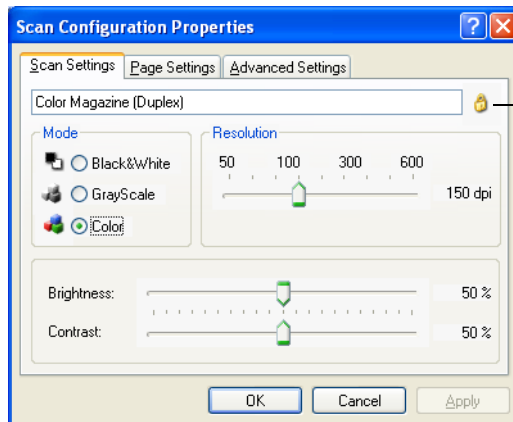 Scan Configuration Properties
Scan Settings Page Settings Advanced Settings
Color Magazine (Duplex)
Mode
Black&White
GrayScale
Color
Resolution
50 100 300 600
150 dpi
Brightness: 50 %
Contrast: 50 %
OK Cancel Apply